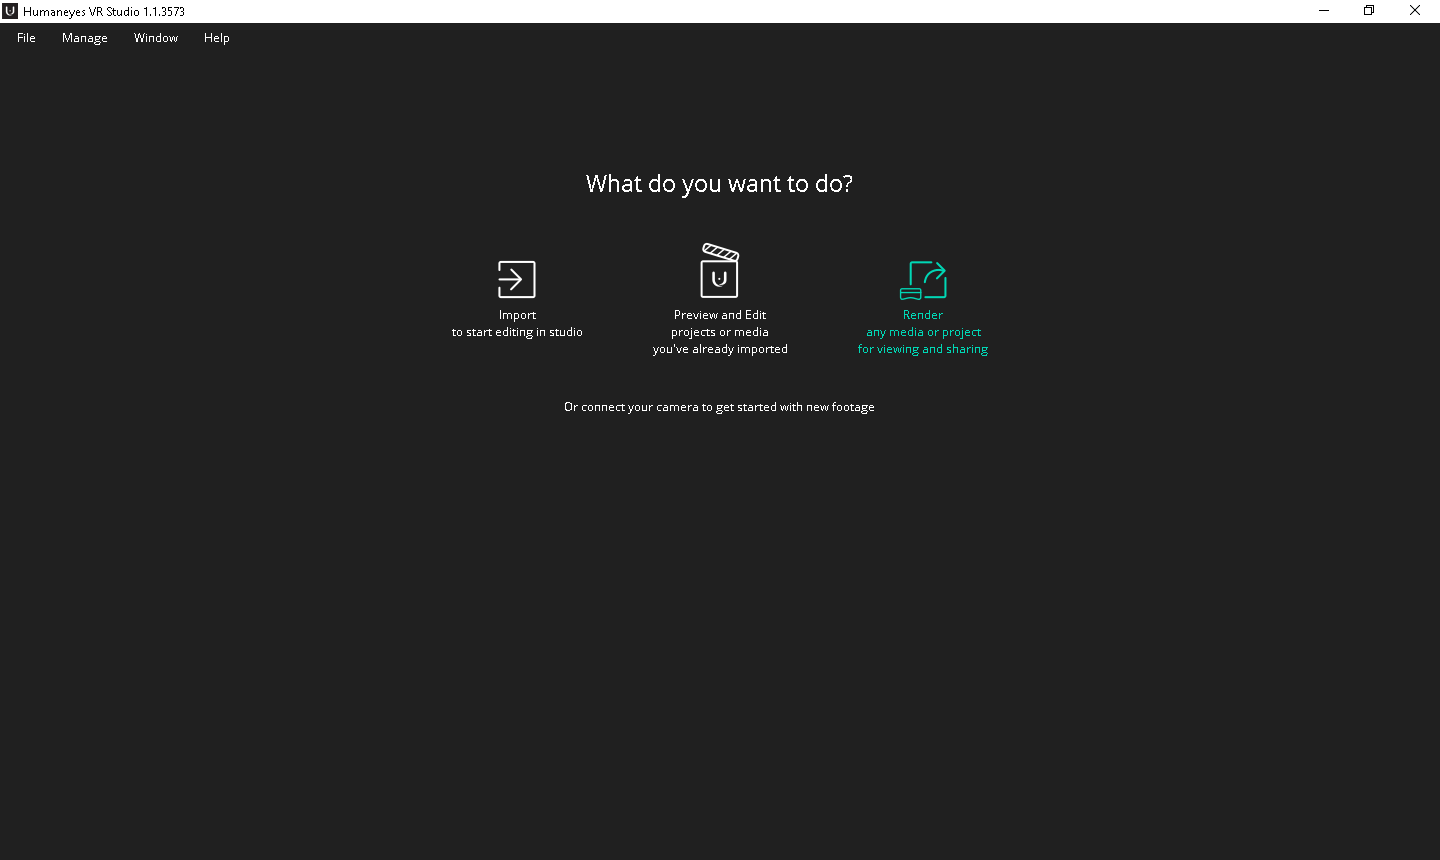 Humaneyes VR Studio 1.1.3573
File Manage Window Help
What do you want to do?
Import
to start editing in studio
Preview and Edit
projects or media
you've already imported
Render
any media or project
for viewing and sharing
Or connect your camera to get started with new footage